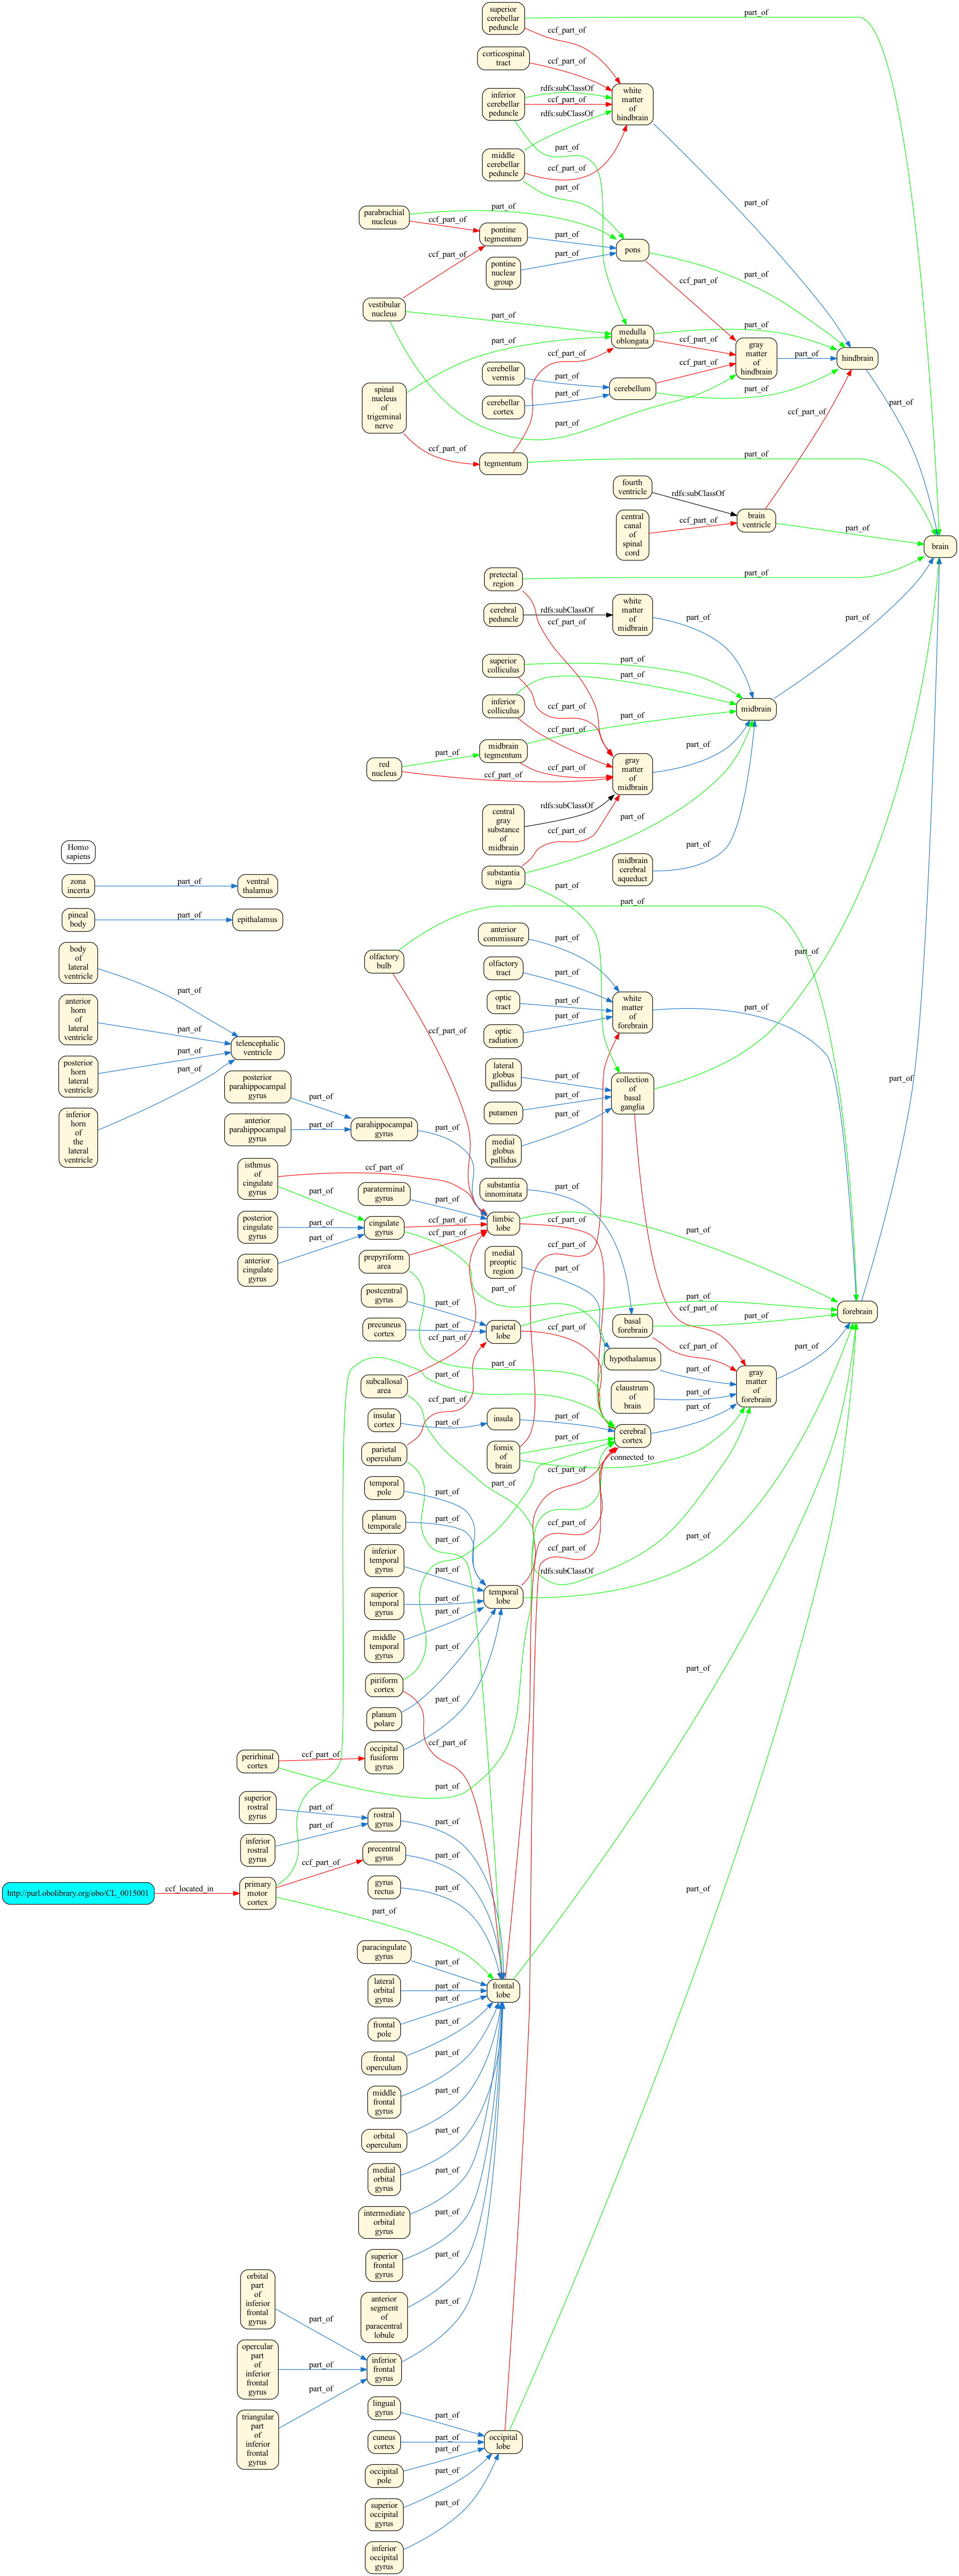 superior
cerebellar
peduncle
part_of
ccf_part_of
corticospinal
tract
ccf_part_of
inferior
cerebellar
peduncle
rdfs:subClassOf
ccf_part_of
rdfs:subClassOf
white
matter
of
hindbrain
part_of
middle
cerebellar
peduncle
ccf_part_of
part_of
part_of
parabrachial
nucleus
part_of
ccf_part_of
pontine
tegmentum
part_of
pons
part_of
pontine
nuclear
group
part_of
ccf_part_of
ccf_part_of
vestibular
nucleus
part_of
medulla
oblongata
part_of
ccf_part_of
gray
matter
of
hindbrain
part_of
hindbrain
part_of
ccf_part_of
cerebellar
vermis
part_of
cerebellum
ccf_part_of
part_of
cerebellar
cortex
part_of
spinal
nucleus
of
trigeminal
nerve
part_of
part_of
ccf_part_of
ccf_part_of
tegmentum
part_of
fourth
ventricle
rdfs:subClassOf
central
canal
of
spinal
cord
ccf_part_of
brain
ventricle
part_of
brain
pretectal
region
part_of
ccf_part_of
cerebral
peduncle
rdfs:subClassOf
white
matter
of
midbrain
part_of
part_of
superior
colliculus
part_of
part_of
ccf_part_of
inferior
colliculus
ccf_part_of
midbrain
part_of
midbrain
tegmentum
part_of
ccf_part_of
red
nucleus
part_of
ccf_part_of
gray
matter
of
midbrain
part_of
central
gray
substance
of
midbrain
rdfs:subClassOf
ccf_part_of
part_of
substantia
nigra
part_of
midbrain
cerebral
aqueduct
part_of
Homo
sapiens
zona
incerta
part_of
ventral
thalamus
pineal
body
part_of
epithalamus
body
of
lateral
ventricle
part_of
anterior
horn
of
lateral
ventricle
part_of
posterior
horn
lateral
ventricle
part_of
inferior
horn
of
the
lateral
ventricle
part_of
telencephalic
ventricle
olfactory
bulb
part_of
ccf_part_of
anterior
commissure
part_of
olfactory
tract
part_of
optic
tract
part_of
optic
radiation
part_of
white
matter
of
forebrain
part_of
part_of
lateral
globus
pallidus
part_of
putamen
part_of
medial
globus
pallidus
part_of
collection
of
basal
ganglia
part_of
posterior
parahippocampal
gyrus
part_of
anterior
parahippocampal
gyrus
part_of
parahippocampal
gyrus
part_of
isthmus
of
cingulate
gyrus
ccf_part_of
part_of
posterior
cingulate
gyrus
part_of
anterior
cingulate
gyrus
part_of
paraterminal
gyrus
part_of
cingulate
gyrus
ccf_part_of
ccf_part_of
prepyriform
area
substantia
innominata
part_of
limbic
lobe
ccf_part_of
ccf_part_of
part_of
medial
preoptic
region
part_of
part_of
postcentral
gyrus
part_of
precuneus
cortex
part_of
ccf_part_of
parietal
lobe
part_of
ccf_part_of
basal
forebrain
part_of
ccf_part_of
ccf_part_of
forebrain
part_of
hypothalamus
part_of
part_of
subcallosal
area
part_of
ccf_part_of
claustrum
of
brain
part_of
gray
matter
of
forebrain
insular
cortex
part_of
insula
part_of
cerebral
cortex
part_of
parietal
operculum
fornix
of
brain
part_of
connected_to
ccf_part_of
part_of
temporal
pole
part_of
planum
temporale
part_of
part_of
inferior
temporal
gyrus
part_of
superior
temporal
gyrus
part_of
middle
temporal
gyrus
part_of
temporal
lobe
ccf_part_of
ccf_part_of
rdfs:subClassOf
part_of
piriform
cortex
part_of
planum
polare
part_of
occipital
fusiform
gyrus
ccf_part_of
part_of
perirhinal
cortex
ccf_part_of
part_of
superior
rostral
gyrus
part_of
inferior
rostral
gyrus
part_of
rostral
gyrus
part_of
precentral
gyrus
part_of
gyrus
rectus
part_of
http://purl.obolibrary.org/obo/CL_0015001
ccf_located_in
primary
motor
cortex
ccf_part_of
part_of
part_of
paracingulate
gyrus
part_of
lateral
orbital
gyrus
part_of
frontal
pole
part_of
frontal
lobe
frontal
operculum
part_of
middle
frontal
gyrus
part_of
orbital
operculum
part_of
medial
orbital
gyrus
part_of
intermediate
orbital
gyrus
part_of
superior
frontal
gyrus
part_of
anterior
segment
of
paracentral
lobule
part_of
orbital
part
of
inferior
frontal
gyrus
part_of
opercular
part
of
inferior
frontal
gyrus
part_of
triangular
part
of
inferior
frontal
gyrus
part_of
inferior
frontal
gyrus
part_of
lingual
gyrus
part_of
cuneus
cortex
part_of
occipital
pole
part_of
superior
occipital
gyrus
part_of
inferior
occipital
gyrus
part_of
occipital
lobe
part_of